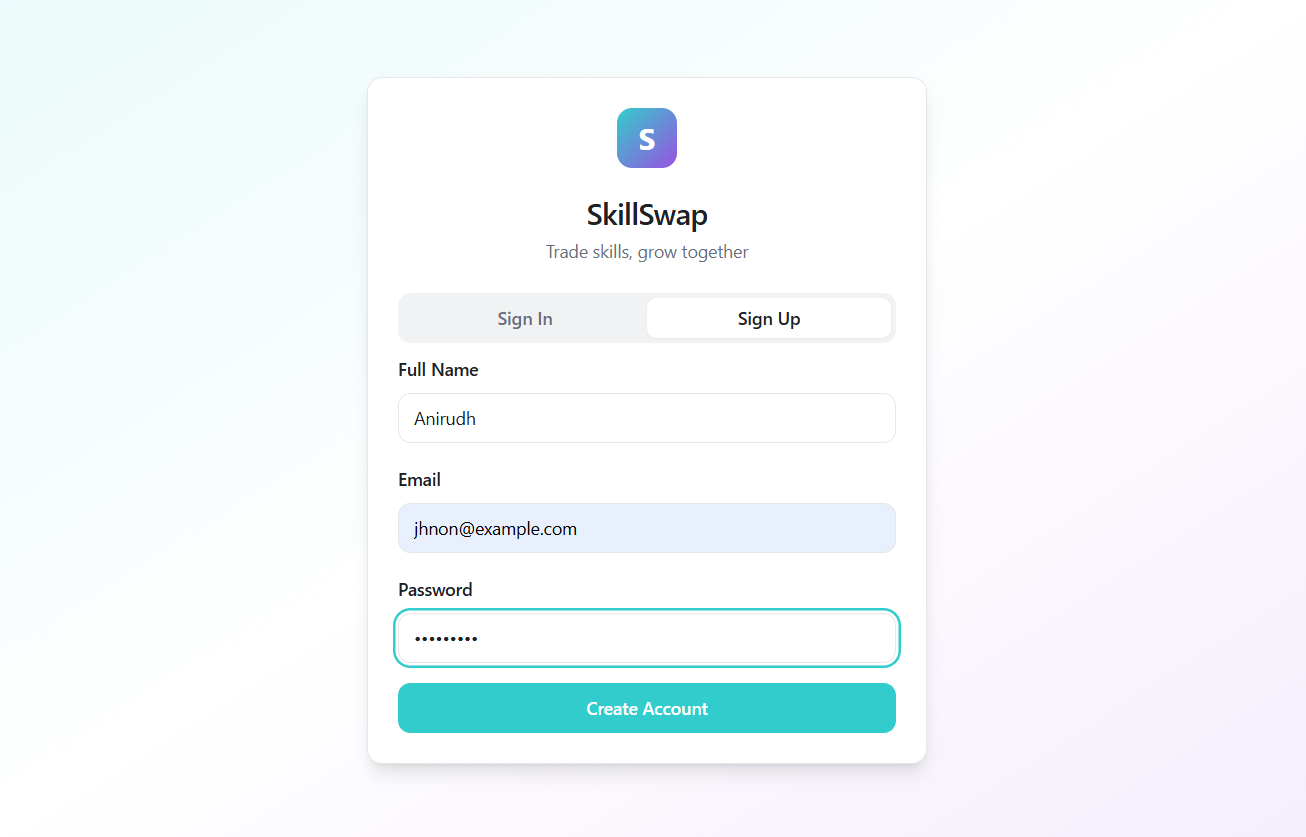 S
SkillSwap
Trade skills, grow together
Sign In Sign Up
Full Name
Anirudh
Email
jhnon@example.com
Password
•••••••••
Create Account